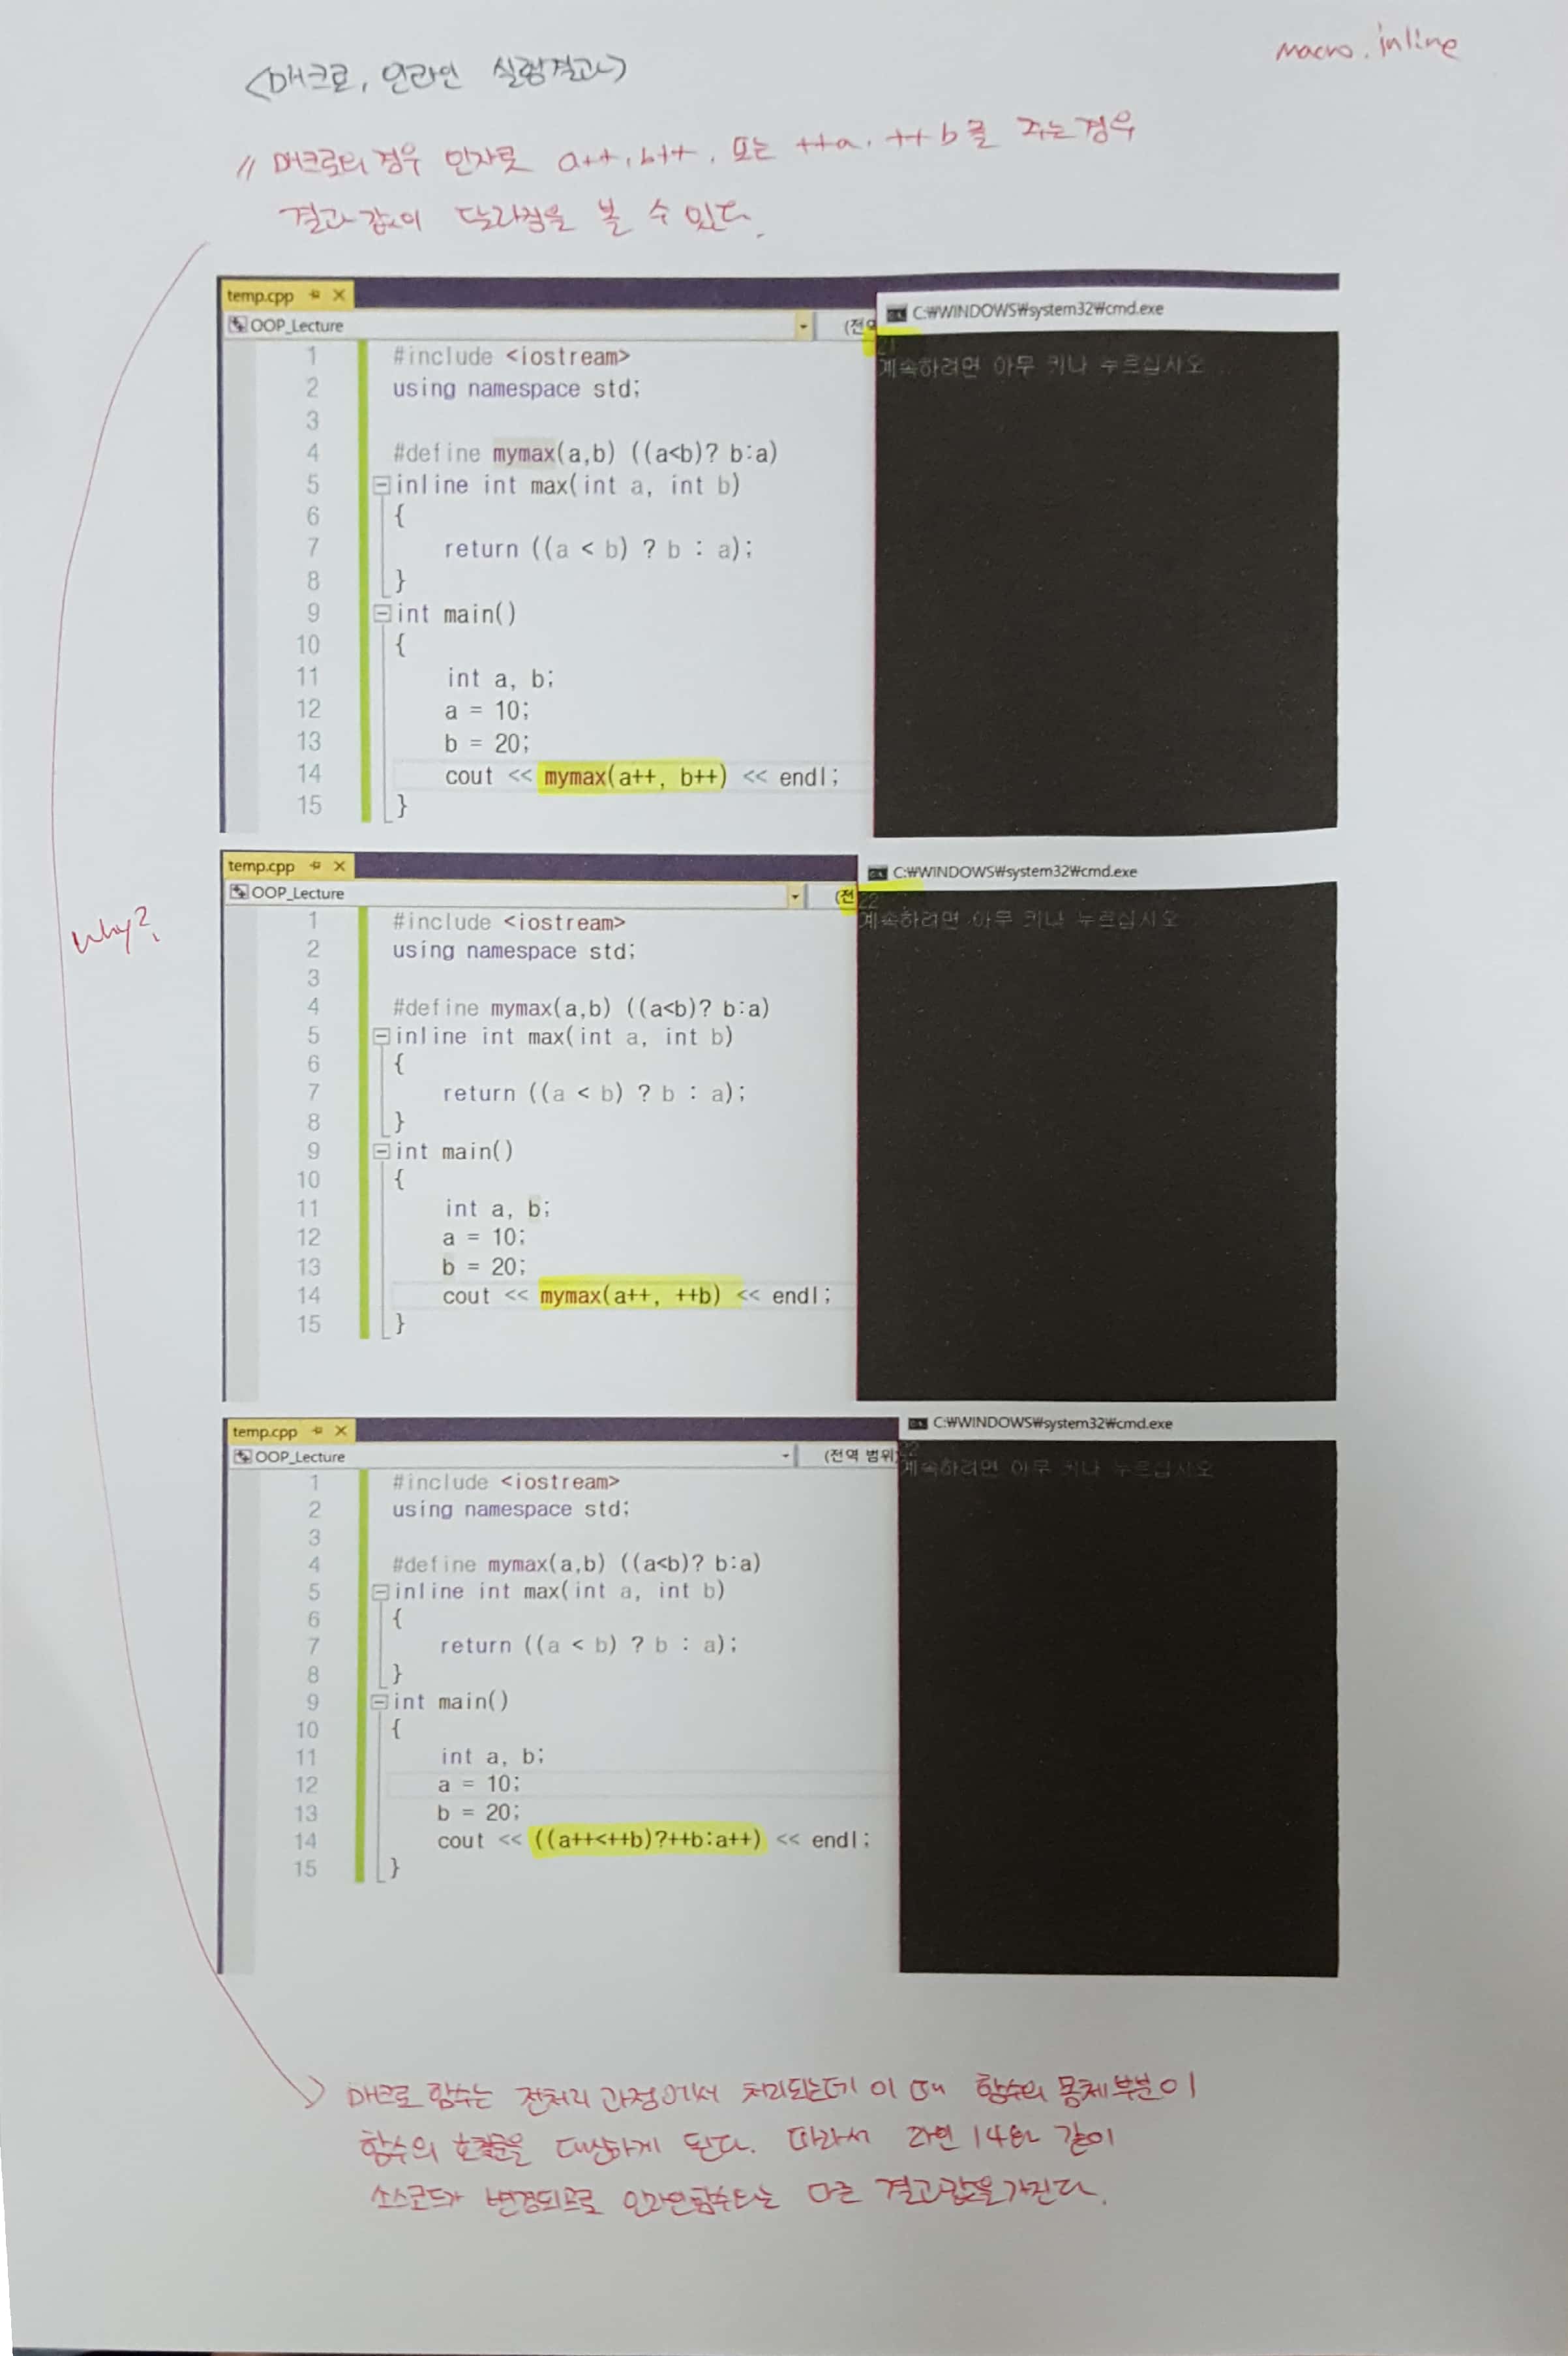 macro. inline
<매크로, 인라인 실행결과>
// 매크로의 경우 인자로 a++, b++, 또는 ++a, ++b를 주는경우
결과값이 달라짐을 볼 수 있다.
temp.cpp
OOP_Lecture
(전역
C:₩WINDOWS₩system32₩cmd.exe
21
계속하려면 아무 키나 누르십시오 . .
1 #include <iostream>
2 using namespace std;
3
4 #define mymax(a,b) ((a<b)? b:a)
5 inline int max(int a, int b)
6 {
7 return ((a < b) ? b : a);
8 }
9 int main()
10 {
11 int a, b;
12 a = 10;
13 b = 20;
14 cout << mymax(a++, b++) << endl;
15 }
temp.cpp
OOP_Lecture
(전
C:₩WINDOWS₩system32₩cmd.exe
22
계속하려면 아무 키나 누르십시오
1 #include <iostream>
2 using namespace std;
3
4 #define mymax(a,b) ((a<b)? b:a)
5 inline int max(int a, int b)
6 {
7 return ((a < b) ? b : a);
8 }
9 int main()
10 {
11 int a, b;
12 a = 10;
13 b = 20;
14 cout << mymax(a++, ++b) << endl;
15 }
why?
temp.cpp
OOP_Lecture
(전역 범위
C:₩WINDOWS₩system32₩cmd.exe
22
계속하려면 아무 키나 누르십시오
1 #include <iostream>
2 using namespace std;
3
4 #define mymax(a,b) ((a<b)? b:a)
5 inline int max(int a, int b)
6 {
7 return ((a < b) ? b : a);
8 }
9 int main()
10 {
11 int a, b;
12 a = 10;
13 b = 20;
14 cout << ((a++<++b)?++b:a++) << endl;
15 }
매크로 함수는 전처리 과정에서 처리되는데 이 때 함수의 몸체부분이
함수의 호출문을 대신하게 된다. 따라서 라인 14와 같이
소스코드가 변경되므로 인라인함수와는 다른 결과값을 가진다.